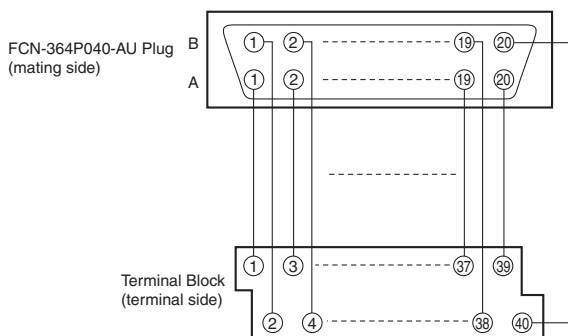 FCN-364P040-AU Plug
(mating side)
B 1 2 19 20
A 1 2 19 20
Terminal Block
(terminal side)
1 3 37 39
2 4 38 40